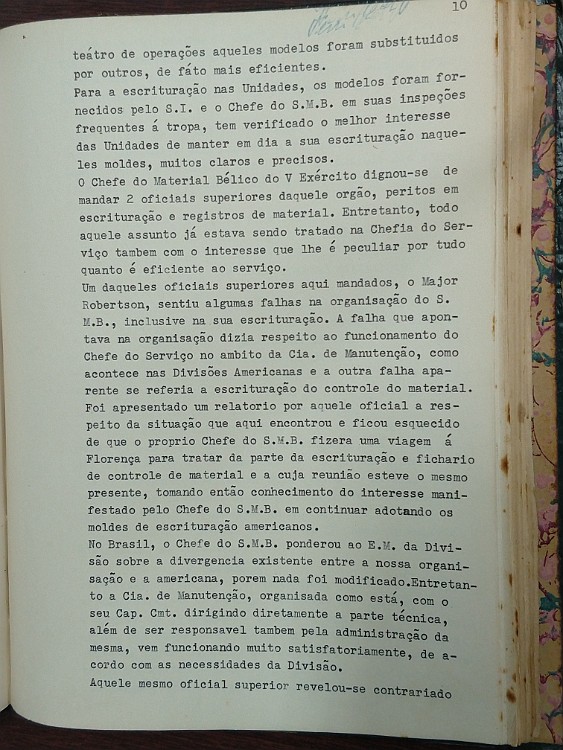 10
teátro de operações aqueles modelos foram substituidos
por outros, de fáto mais eficientes.
Para a escrituração nas Unidades, os modelos foram for-
necidos pelo S.I. e o Chefe do S.M.B. em suas inspeções
frequentes á tropa, tem verificado o melhor interesse
das Unidades de manter em dia a sua escrituração naque-
les moldes, muitos claros e precisos.
O Chefe do Material Bélico do V Exército dignou-se de
mandar 2 oficiais superiores daquele orgão, peritos em
escrituração e registros de material. Entretanto, todo
aquele assunto já estava sendo tratado na Chefia do Ser-
viço tambem com o interesse que lhe é peculiar por tudo
quanto é eficiente ao serviço.
Um daqueles oficiais superiores aqui mandados, o Major
Robertson, sentiu algumas falhas na organisação do S.
M.B., inclusive na sua escrituração. A falha que apon-
tava na organisação dizia respeito ao funcionamento do
Chefe do Serviço no ambito da Cia. de Manutenção, como
acontece nas Divisões Americanas e a outra falha apa-
rente se referia a escrituração do controle do material.
Foi apresentado um relatorio por aquele oficial a res-
peito da situação que aqui encontrou e ficou esquecido
de que o proprio Chefe do S.M.B. fizera uma viagem á
Florença para tratar da parte da escrituração e fichario
de controle de material e a cuja reunião esteve o mesmo
presente, tomando então conhecimento do interesse mani-
festado pelo Chefe do S.M.B. em continuar adotando os
moldes de escrituração americanos.
No Brasil, o Chefe do S.M.B. ponderou ao E.M. da Divi-
são sobre a divergencia existente entre a nossa organi-
sação e a americana, porem nada foi modificado.Entretan-
to a Cia. de Manutenção, organisada como está, com o
seu Cap. Cmt. dirigindo diretamente a parte técnica,
além de ser responsavel tambem pela administração da
mesma, vem funcionando muito satisfatoriamente, de a-
cordo com as necessidades da Divisão.
Aquele mesmo oficial superior revelou-se contrariado